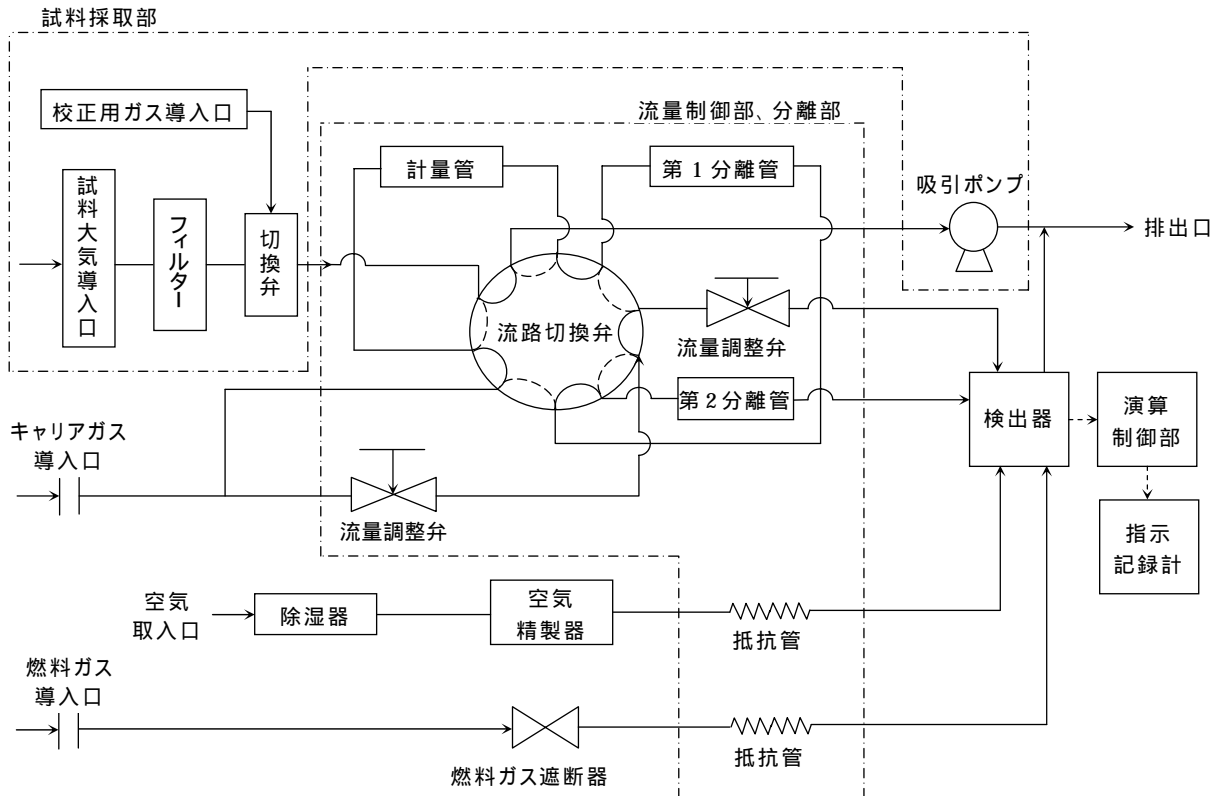 試料採取部
校正用ガス導入口
流量制御部、分離部
計量管
第1分離管
吸引ポンプ
試料大気導入口
フィルター
切換弁
排出口
流路切換弁
流量調整弁
第2分離管
検出器
演算
制御部
キャリアガス
導入口
流量調整弁
指示
記録計
空気
取入口
除湿器
空気
精製器
抵抗管
燃料ガス
導入口
抵抗管
燃料ガス遮断器